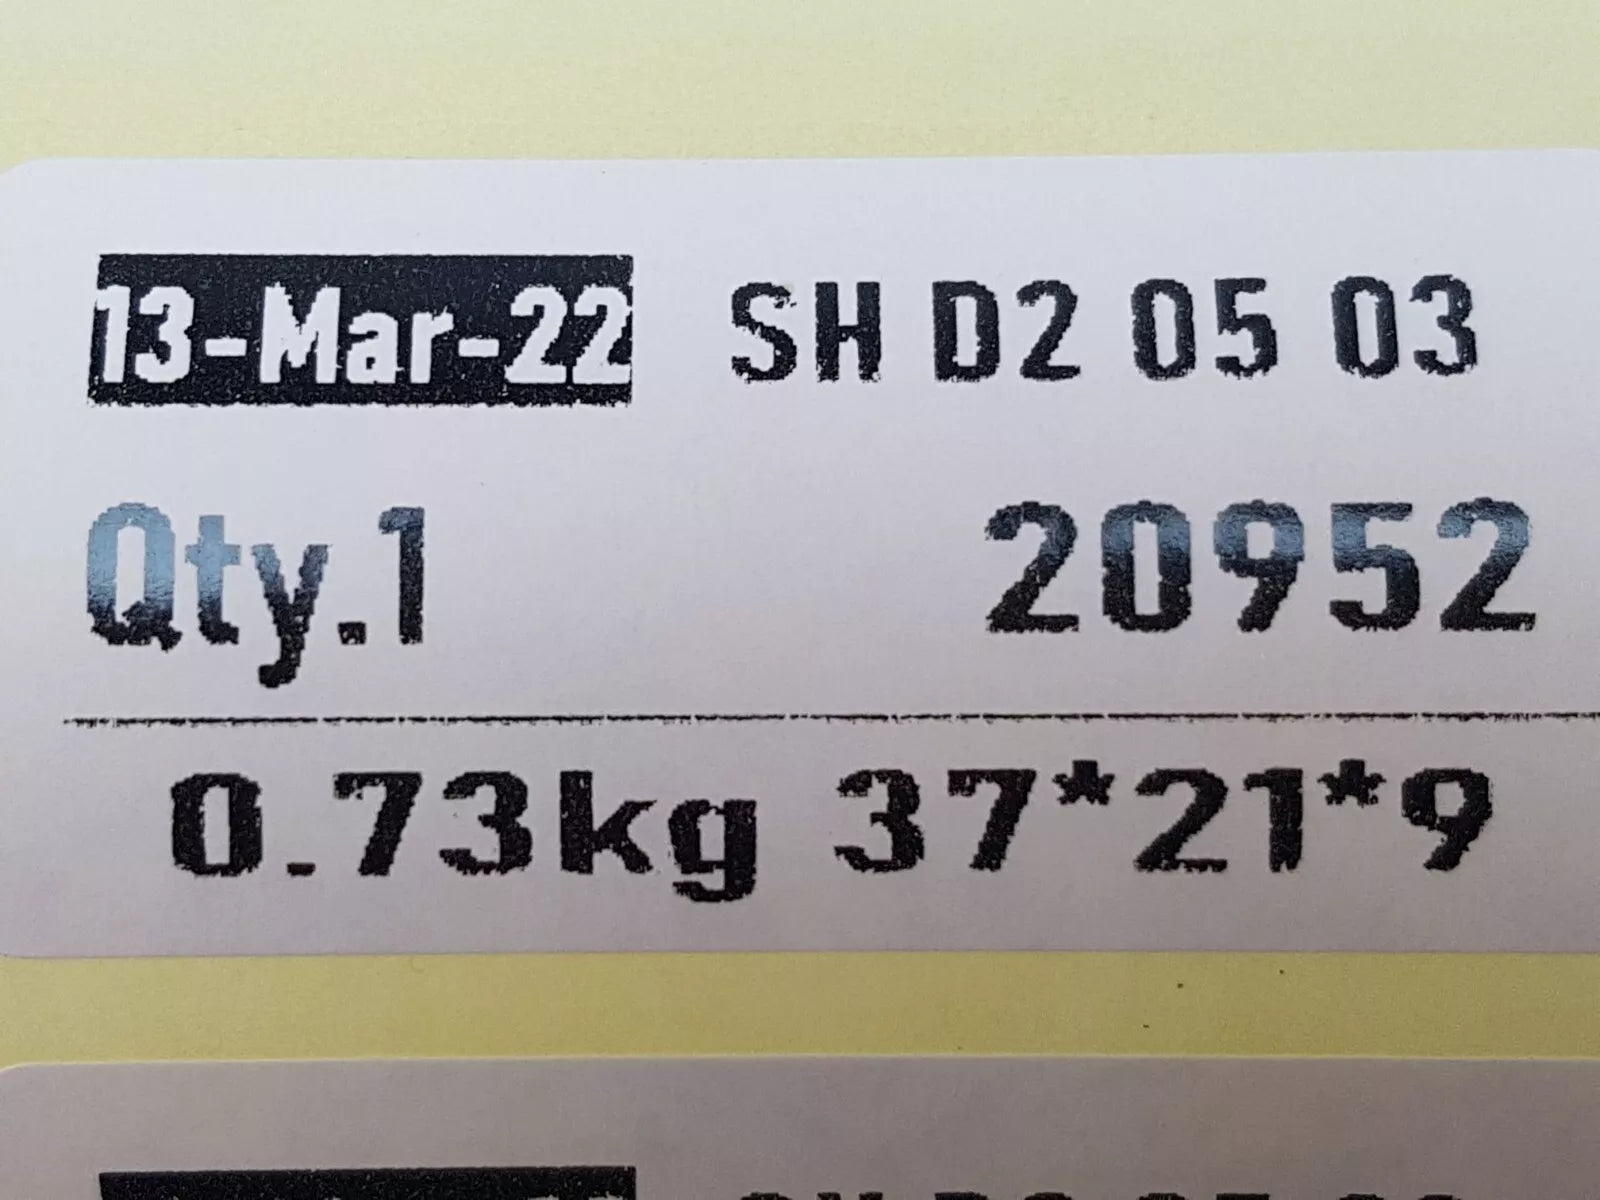 13-Mar-22 SH D2 05 03
Qty.1 20952
0.73kg 37*21*9